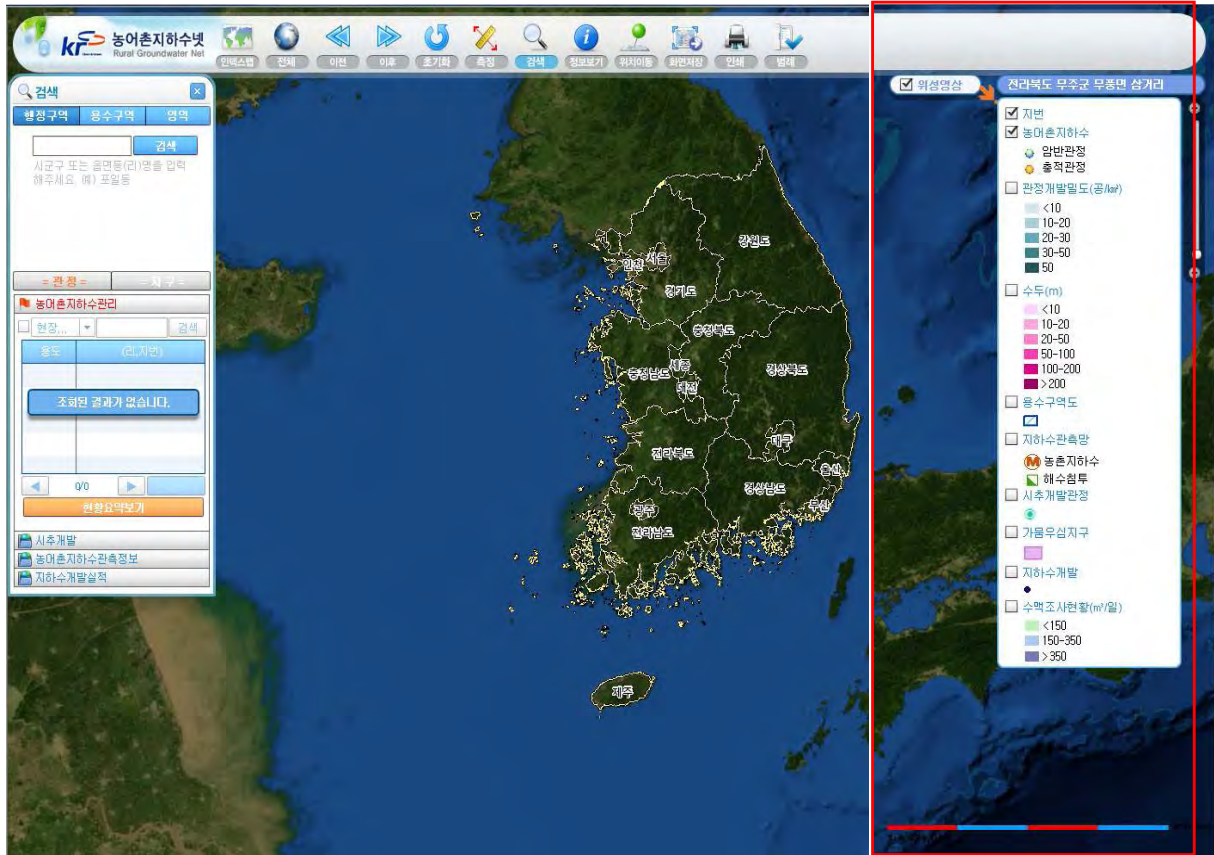 농어촌지하수넷
Rural Groundwater Net
인덱스맵 전체 이전 이후 초기화 측정 검색 정보보기 위치이동 화면저장 인쇄 범례
검색
행정구역 용수구역 영역
검색
시군구 또는 읍면동(리)명를 입력
해주세요. 예) 포일동
= 관 정 = = 지 구 =
농어촌지하수관리
현장... 검색
용도 (리,지번)
조회된 결과가 없습니다.
0/0
현황요약보기
시추개발
농어촌지하수관측정보
지하수개발실적
강원도
인천 서울
경기도
충청북도
세종
충청남도
대전
경상북도
전라북도
대구
울산
경상남도
부산
광주
전라남도
제주
위성영상
전라북도 무주군 무풍면 삼거리
지번
농어촌지하수
암반관정
충적관정
관정개발밀도(공/㎢)
<10
10-20
20-30
30-50
50
수두(m)
<10
10-20
20-50
50-100
100-200
>200
용수구역도
지하수관측망
농촌지하수
해수침투
시추개발관정
가뭄우심지구
지하수개발
수맥조사현황(m³/일)
<150
150-350
>350